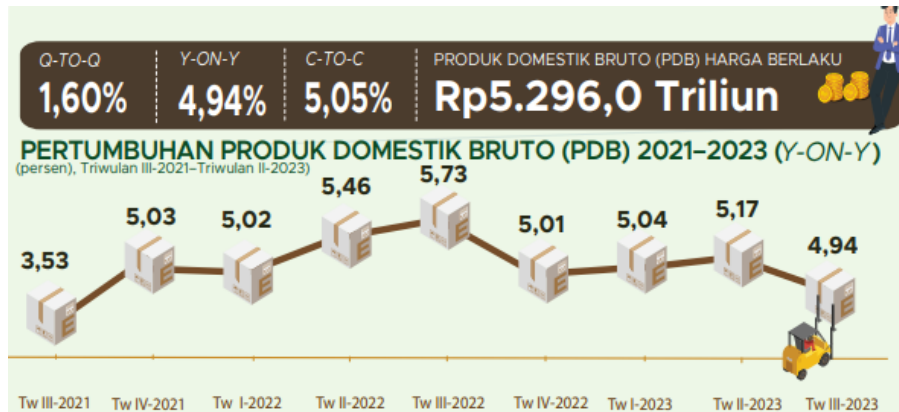 Q-TO-Q
1,60%
Y-ON-Y
4,94%
C-TO-C
5,05%
PRODUK DOMESTIK BRUTO (PDB) HARGA BERLAKU
Rp5.296,0 Triliun
PERTUMBUHAN PRODUK DOMESTIK BRUTO (PDB) 2021–2023 (Y-ON-Y)
(persen), Triwulan III-2021–Triwulan II-2023)
3,53
5,03
5,02
5,46
5,73
5,01
5,04
5,17
4,94
Tw III-2021
Tw IV-2021
Tw I-2022
Tw II-2022
Tw III-2022
Tw IV-2022
Tw I-2023
Tw II-2023
Tw III-2023